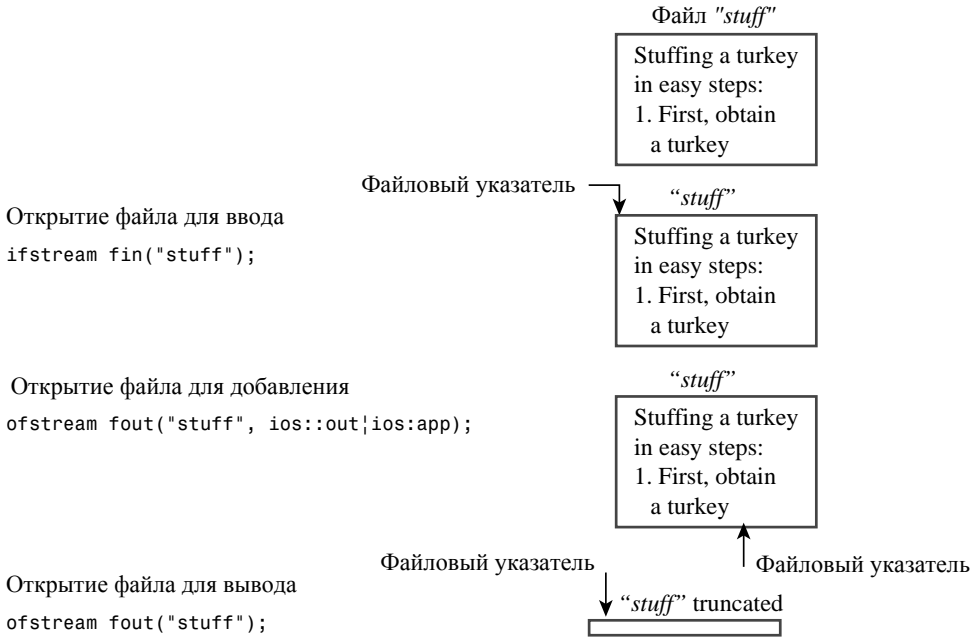 Файл "stuff"
Stuffing a turkey
in easy steps:
1. First, obtain
a turkey
Файловый указатель
“stuff”
Открытие файла для ввода
ifstream fin("stuff");
Stuffing a turkey
in easy steps:
1. First, obtain
a turkey
Открытие файла для добавления
ofstream fout("stuff", ios::out¦ios:app);
“stuff”
Stuffing a turkey
in easy steps:
1. First, obtain
a turkey
Файловый указатель
Файловый указатель
Открытие файла для вывода
ofstream fout("stuff");
“stuff” truncated